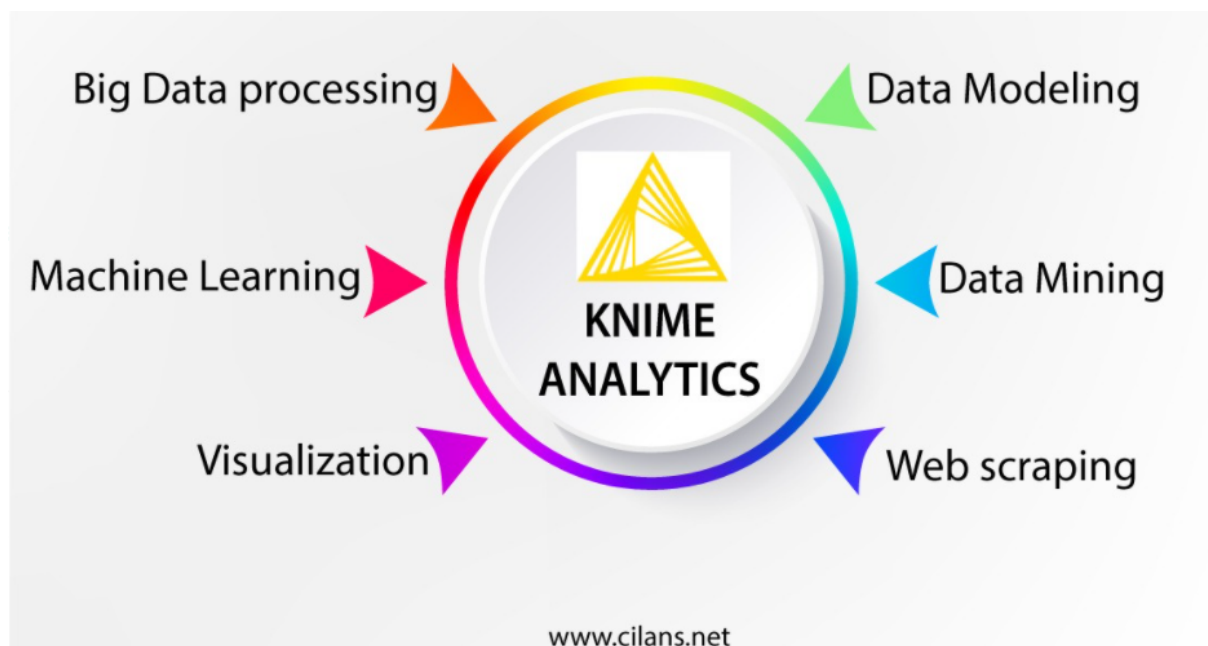 Big Data processing
Data Modeling
Machine Learning
Data Mining
KNIME
ANALYTICS
Visualization
Web scraping
www.cilans.net